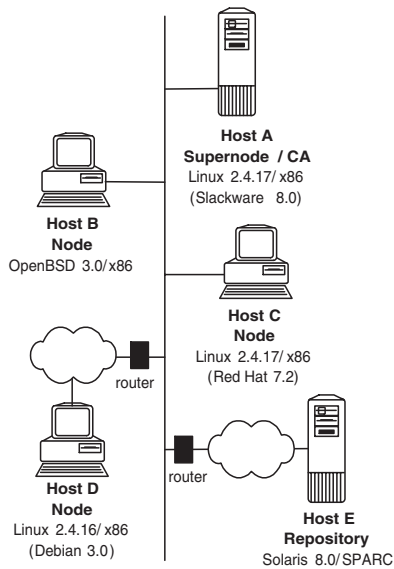 Host A
Supernode / CA
Linux 2.4.17/x86
(Slackware 8.0)
Host B
Node
OpenBSD 3.0/x86
Host C
Node
Linux 2.4.17/x86
(Red Hat 7.2)
router
Host D
Node
Linux 2.4.16/x86
(Debian 3.0)
router
Host E
Repository
Solaris 8.0/SPARC